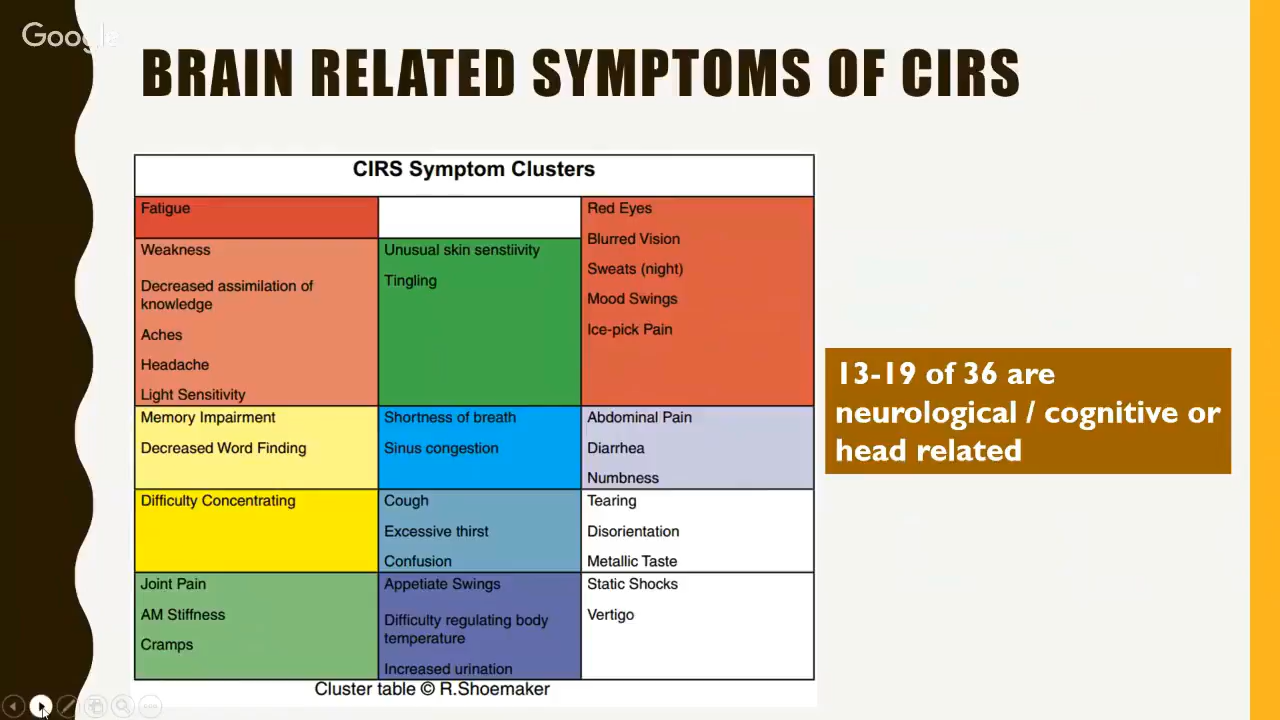 Google
BRAIN RELATED SYMPTOMS OF CIRS
CIRS Symptom Clusters
Fatigue
Weakness
Decreased assimilation of
knowledge
Aches
Headache
Light Sensitivity
Unusual skin senstiivity
Tingling
Red Eyes
Blurred Vision
Sweats (night)
Mood Swings
Ice-pick Pain
Memory Impairment
Decreased Word Finding
Shortness of breath
Sinus congestion
Abdominal Pain
Diarrhea
Numbness
Difficulty Concentrating
Cough
Excessive thirst
Confusion
Tearing
Disorientation
Metallic Taste
Joint Pain
AM Stiffness
Cramps
Appetiate Swings
Difficulty regulating body
temperature
Increased urination
Static Shocks
Vertigo
Cluster table © R.Shoemaker
13-19 of 36 are
neurological / cognitive or
head related